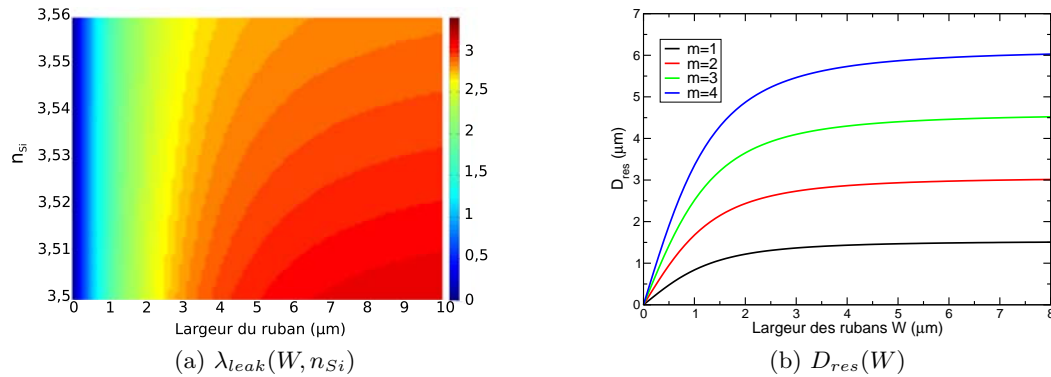 3,56
3,55
3,54
3,53
3,52
3,51
3,5
n_Si
0 1 2 3 4 5 6 7 8 9 10
Largeur du ruban (μm)
3
2,5
2
1,5
1
0,5
0
(a) λ_leak(W, n_Si)
7
6
5
4
3
2
1
0
D_res (μm)
m=1
m=2
m=3
m=4
0 1 2 3 4 5 6 7 8
Largeur des rubans W (μm)
(b) D_res(W)